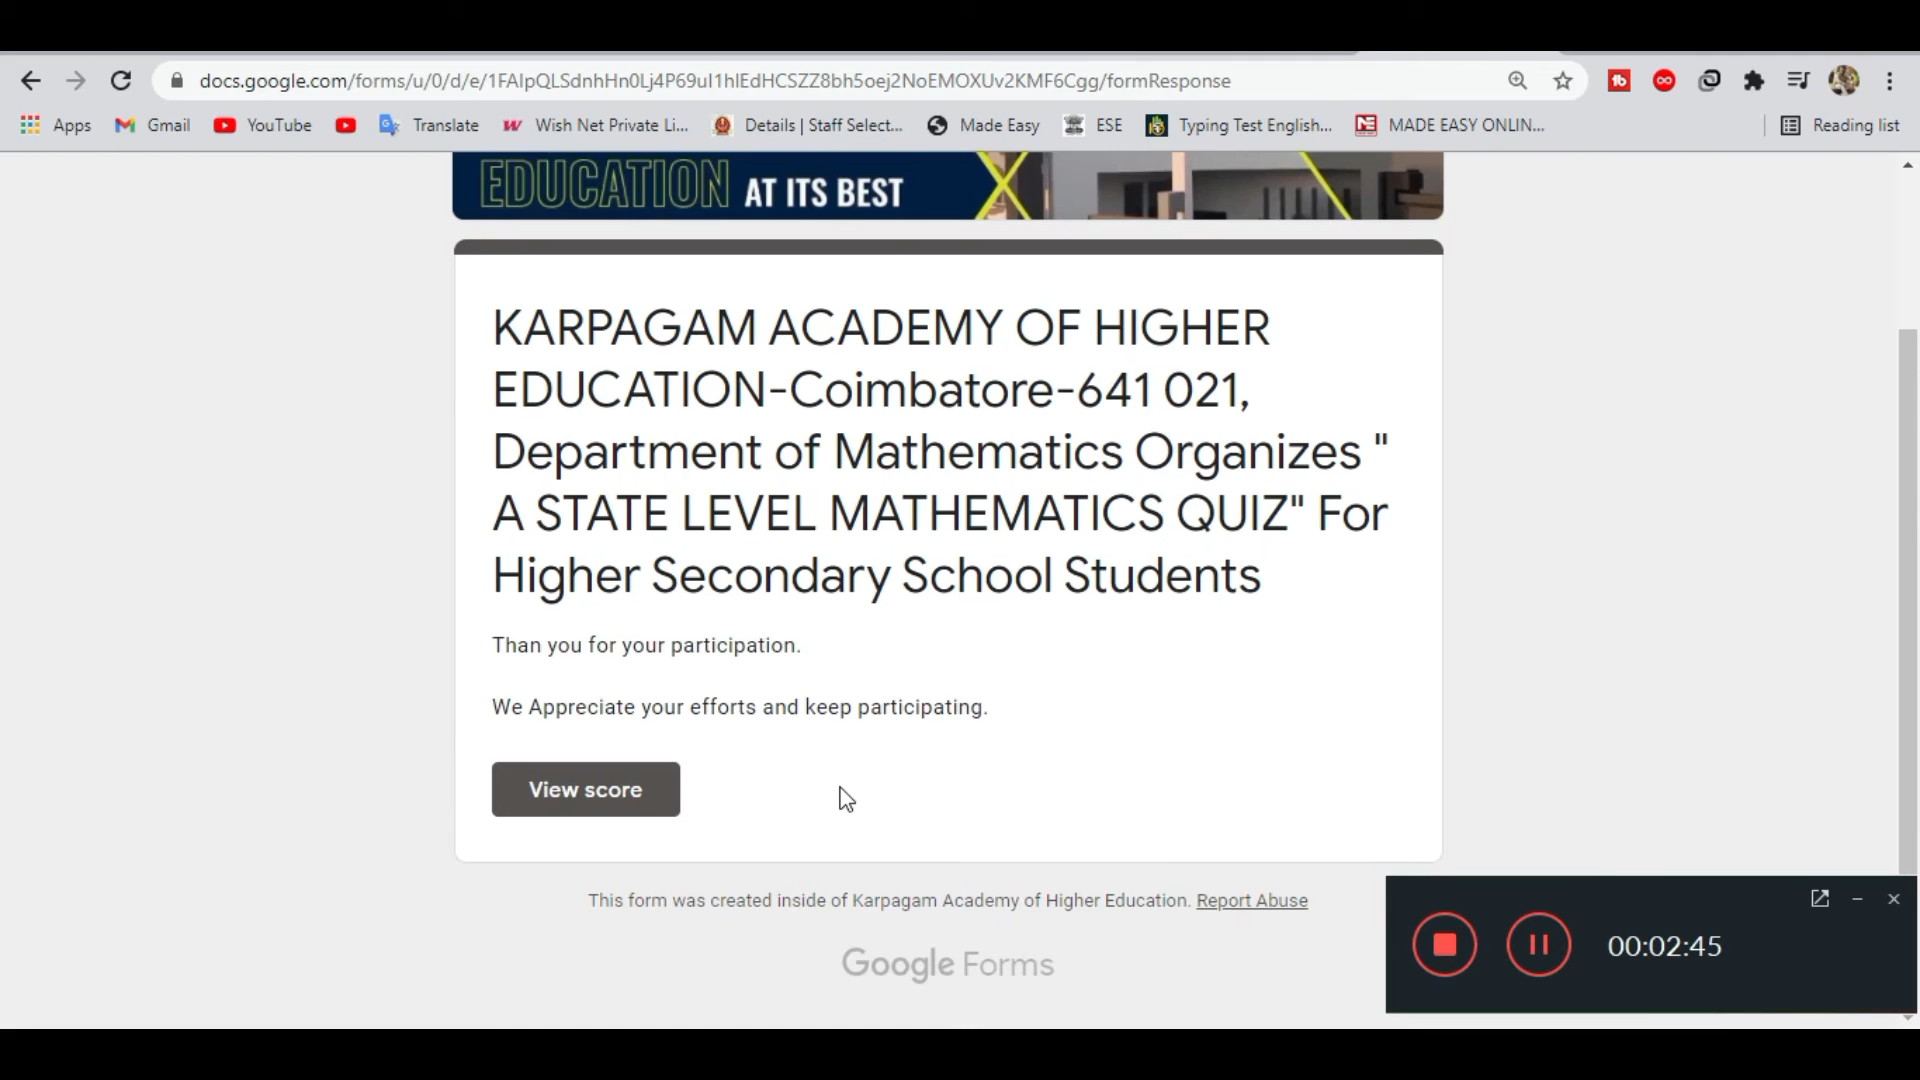 docs.google.com/forms/u/0/d/e/1FAIpQLSdnhHn0Lj4P69uI1hlEdHCSZZ8bh5oej2NoEMOXUv2KMF6Cgg/formResponse
Apps Gmail YouTube Translate Wish Net Private Li... Details | Staff Select... Made Easy ESE Typing Test English... MADE EASY ONLIN... Reading list
EDUCATION AT ITS BEST
KARPAGAM ACADEMY OF HIGHER
EDUCATION-Coimbatore-641 021,
Department of Mathematics Organizes "
A STATE LEVEL MATHEMATICS QUIZ" For
Higher Secondary School Students
Than you for your participation.
We Appreciate your efforts and keep participating.
View score
This form was created inside of Karpagam Academy of Higher Education. Report Abuse
Google Forms
00:02:45